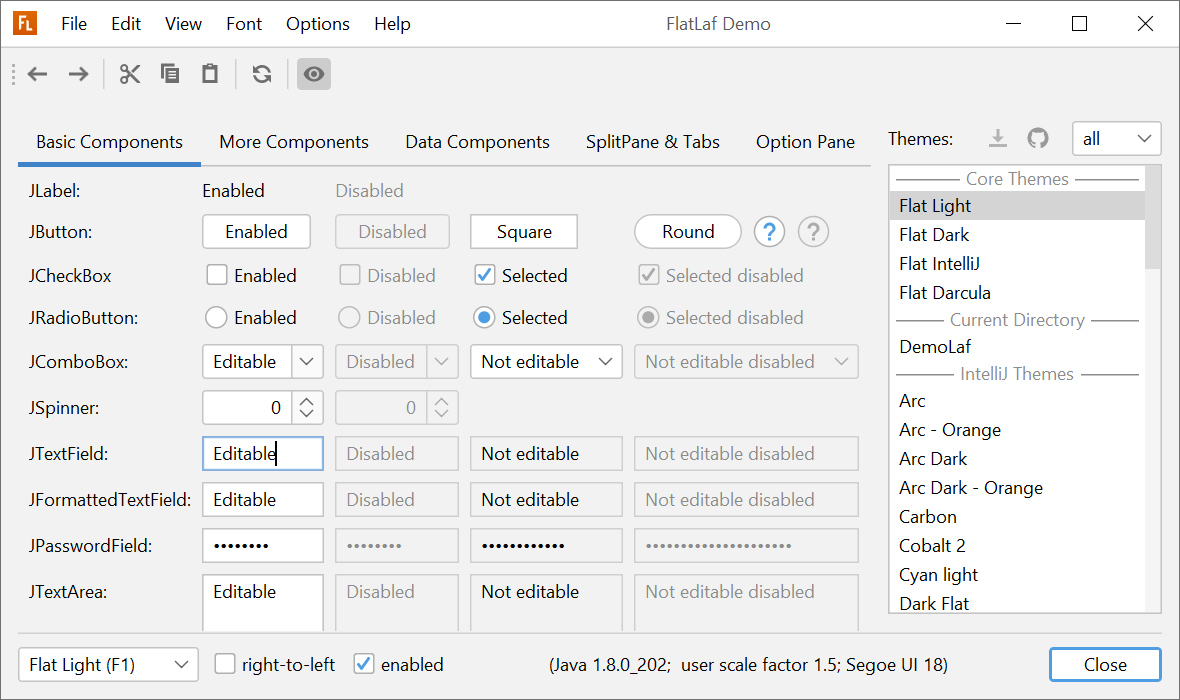 FL File Edit View Font Options Help FlatLaf Demo
Basic Components More Components Data Components SplitPane & Tabs Option Pane
JLabel: Enabled Disabled
JButton: Enabled Disabled Square Round ? ?
JCheckBox Enabled Disabled Selected Selected disabled
JRadioButton: Enabled Disabled Selected Selected disabled
JComboBox: Editable Disabled Not editable Not editable disabled
JSpinner: 0 0
JTextField: Editable Disabled Not editable Not editable disabled
JFormattedTextField: Editable Disabled Not editable Not editable disabled
JPasswordField: •••••••• •••••••• •••••••••••• •••••••••••••••••••••
JTextArea: Editable Disabled Not editable Not editable disabled
Themes: all
Core Themes
Flat Light
Flat Dark
Flat IntelliJ
Flat Darcula
Current Directory
DemoLaf
IntelliJ Themes
Arc
Arc - Orange
Arc Dark
Arc Dark - Orange
Carbon
Cobalt 2
Cyan light
Dark Flat
Flat Light (F1) right-to-left enabled (Java 1.8.0_202; user scale factor 1.5; Segoe UI 18) Close